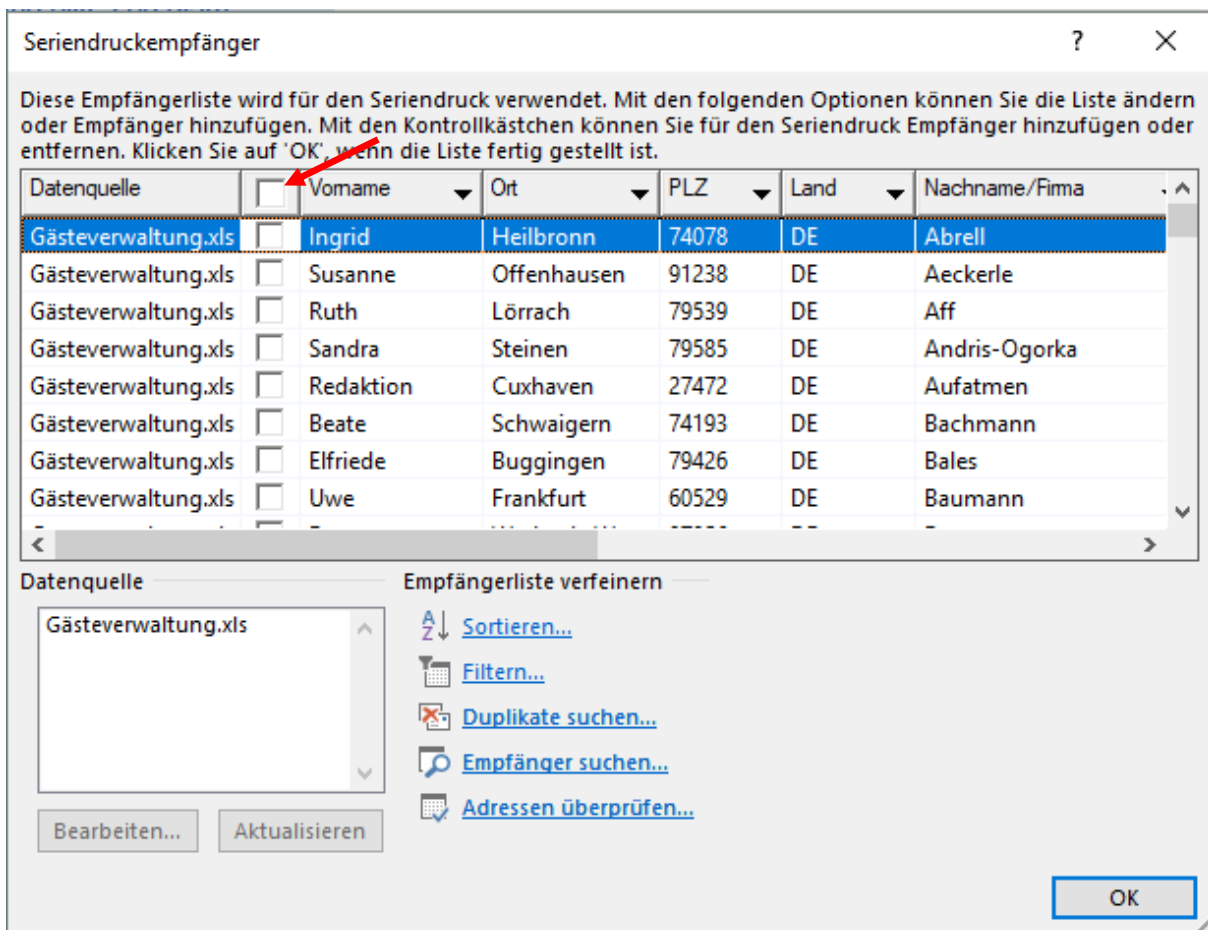 Seriendruckempfänger ? ×
Diese Empfängerliste wird für den Seriendruck verwendet. Mit den folgenden Optionen können Sie die Liste ändern
oder Empfänger hinzufügen. Mit den Kontrollkästchen können Sie für den Seriendruck Empfänger hinzufügen oder
entfernen. Klicken Sie auf 'OK', wenn die Liste fertig gestellt ist.
Datenquelle Vorname Ort PLZ Land Nachname/Firma
Gästeverwaltung.xls Ingrid Heilbronn 74078 DE Abrell
Gästeverwaltung.xls Susanne Offenhausen 91238 DE Aeckerle
Gästeverwaltung.xls Ruth Lörrach 79539 DE Aff
Gästeverwaltung.xls Sandra Steinen 79585 DE Andris-Ogorka
Gästeverwaltung.xls Redaktion Cuxhaven 27472 DE Aufatmen
Gästeverwaltung.xls Beate Schwaigern 74193 DE Bachmann
Gästeverwaltung.xls Elfriede Buggingen 79426 DE Bales
Gästeverwaltung.xls Uwe Frankfurt 60529 DE Baumann
Datenquelle
Gästeverwaltung.xls
Bearbeiten... Aktualisieren
Empfängerliste verfeinern
Sortieren...
Filtern...
Duplikate suchen...
Empfänger suchen...
Adressen überprüfen...
OK